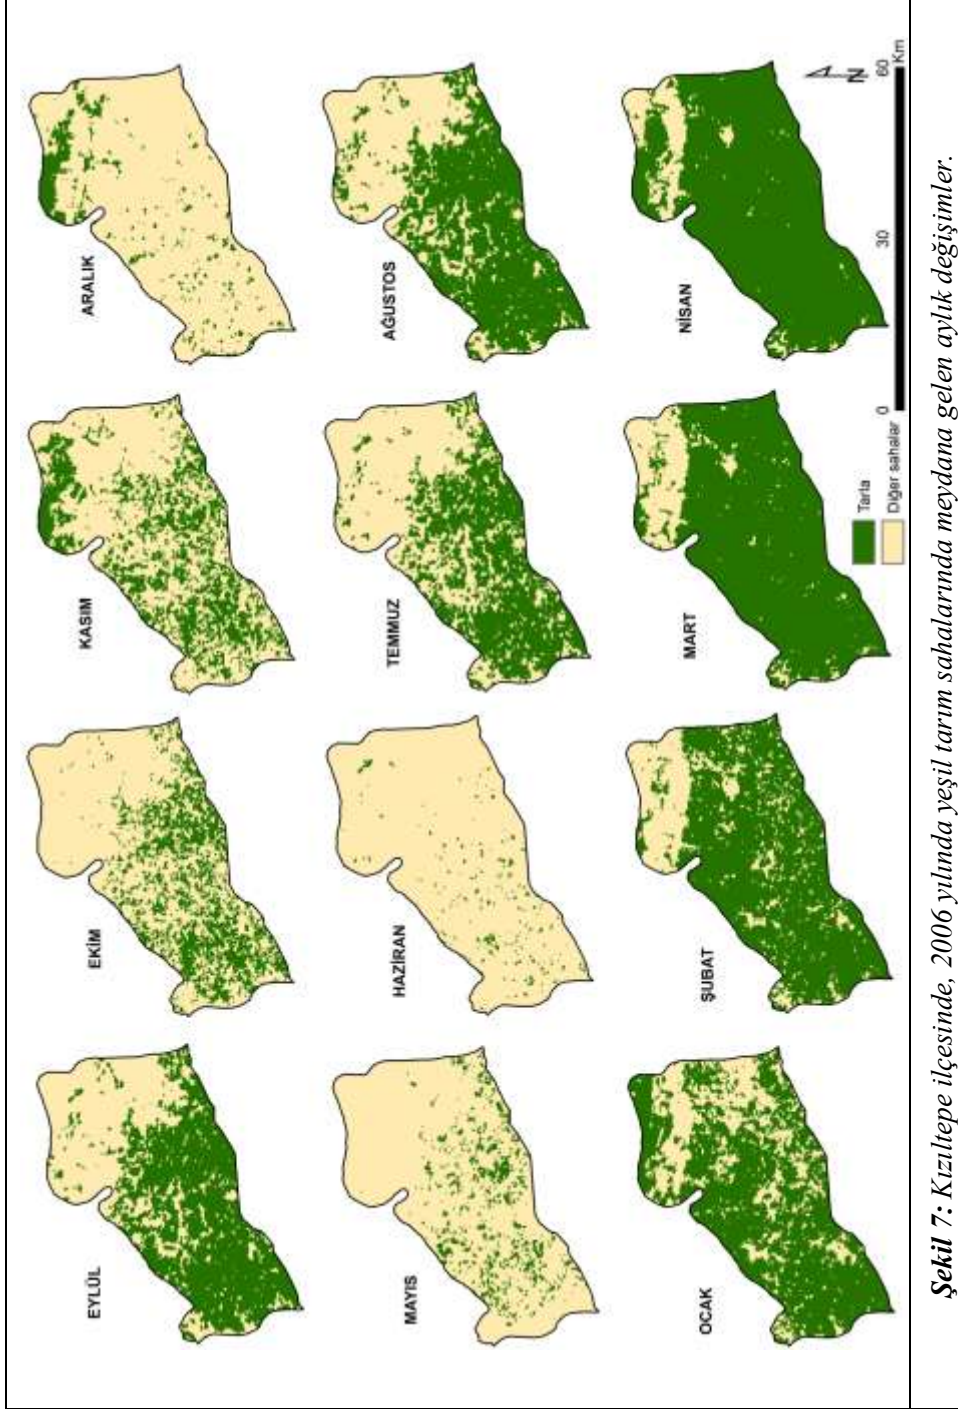 EYLÜL
EKİM
KASIM
ARALIK
MAYIS
HAZİRAN
TEMMUZ
AĞUSTOS
OCAK
ŞUBAT
MART
NİSAN
N
Tarla
Diğer sahalar
0 30 60
Km
Şekil 7: Kızıltepe ilçesinde, 2006 yılında yeşil tarım sahalarında meydana gelen aylık değişimler.